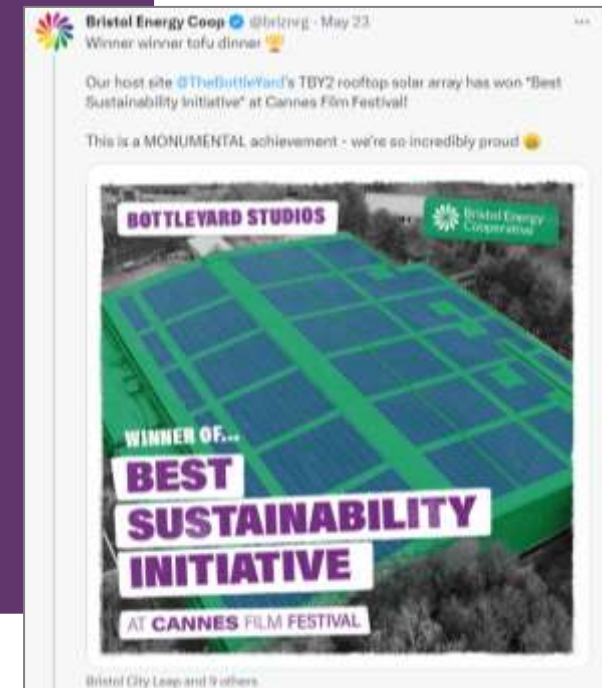 Bristol Energy Coop @briznrg · May 23
Winner winner tofu dinner 🏆
Our host site @TheBottleYard's TBY2 rooftop solar array has won "Best
Sustainability Initiative" at Cannes Film Festival!
This is a MONUMENTAL achievement - we're so incredibly proud
BOTTLEYARD STUDIOS
Bristol Energy
Cooperative
WINNER OF...
BEST
SUSTAINABILITY
INITIATIVE
AT CANNES FILM FESTIVAL
Bristol City Leap and 9 others